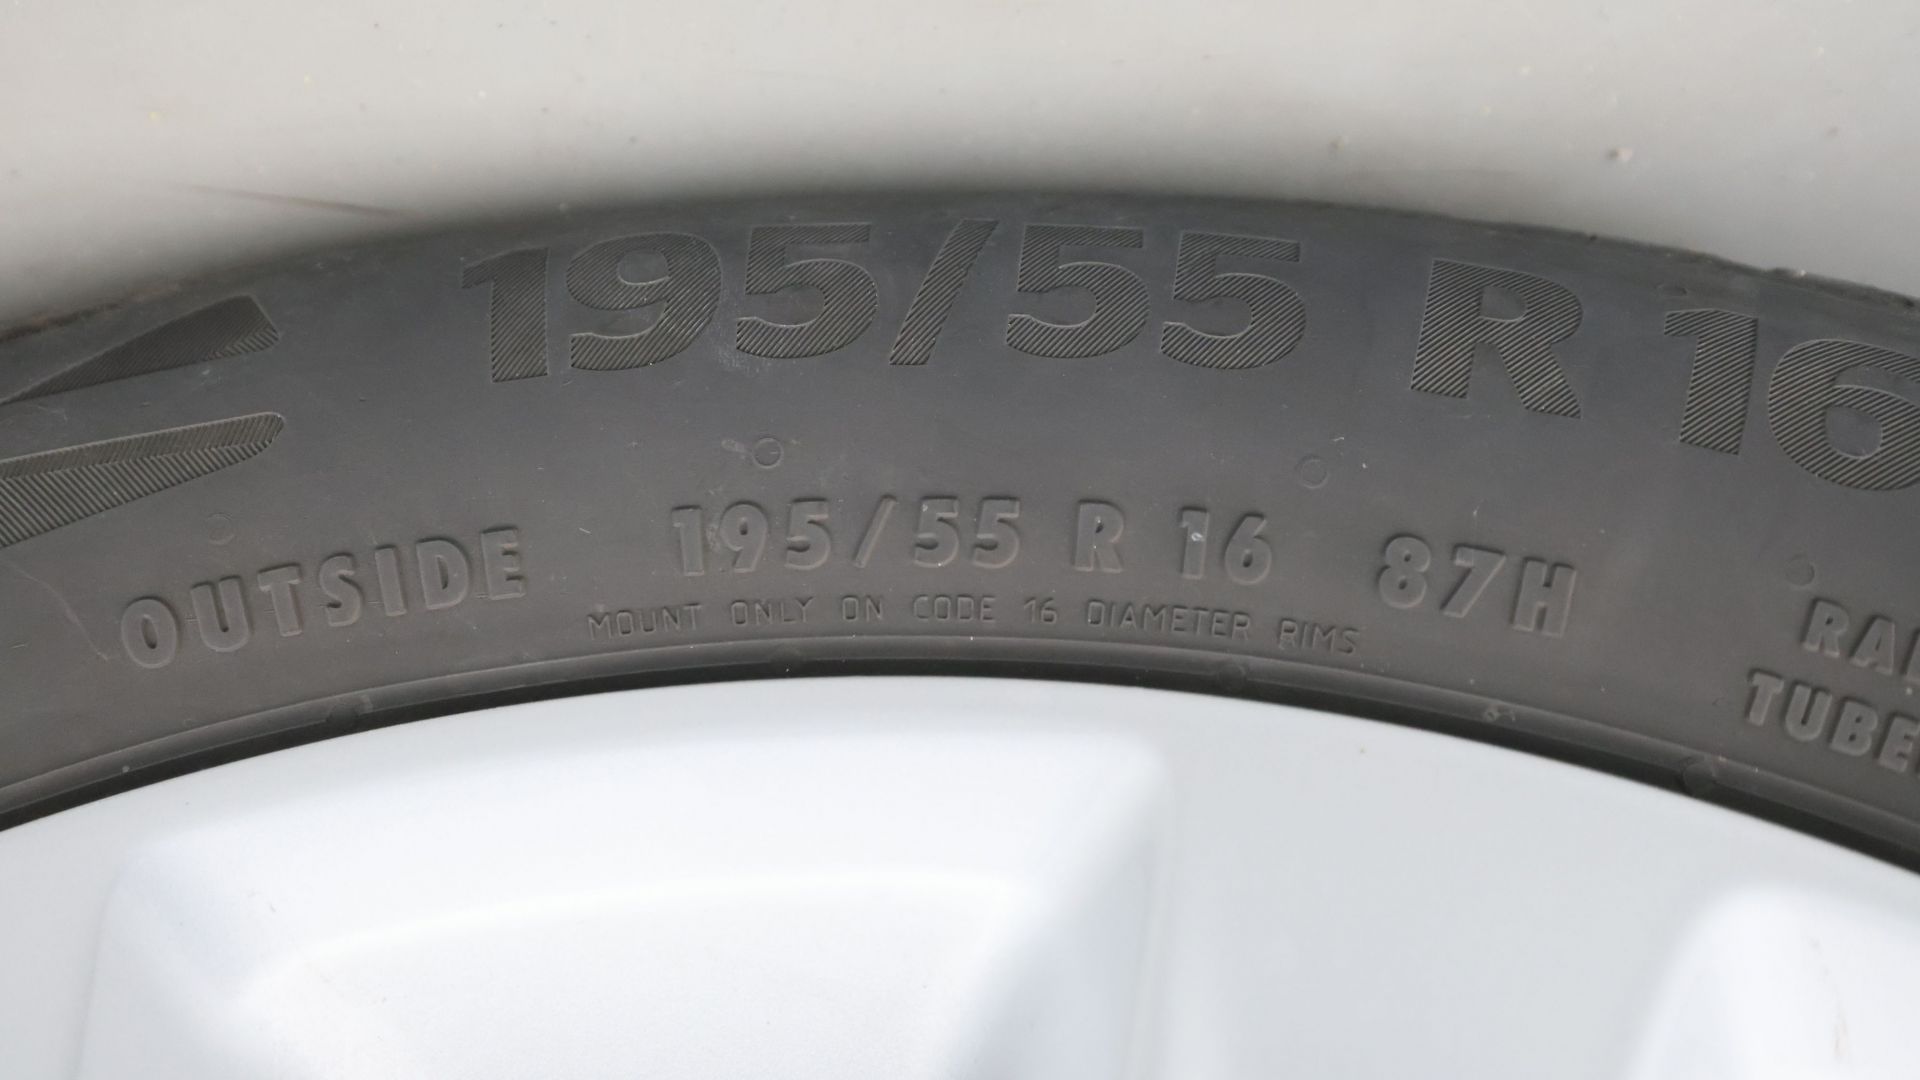 195/55 R 16
OUTSIDE 195/55 R 16 87H
MOUNT ONLY ON CODE 16 DIAMETER RIMS